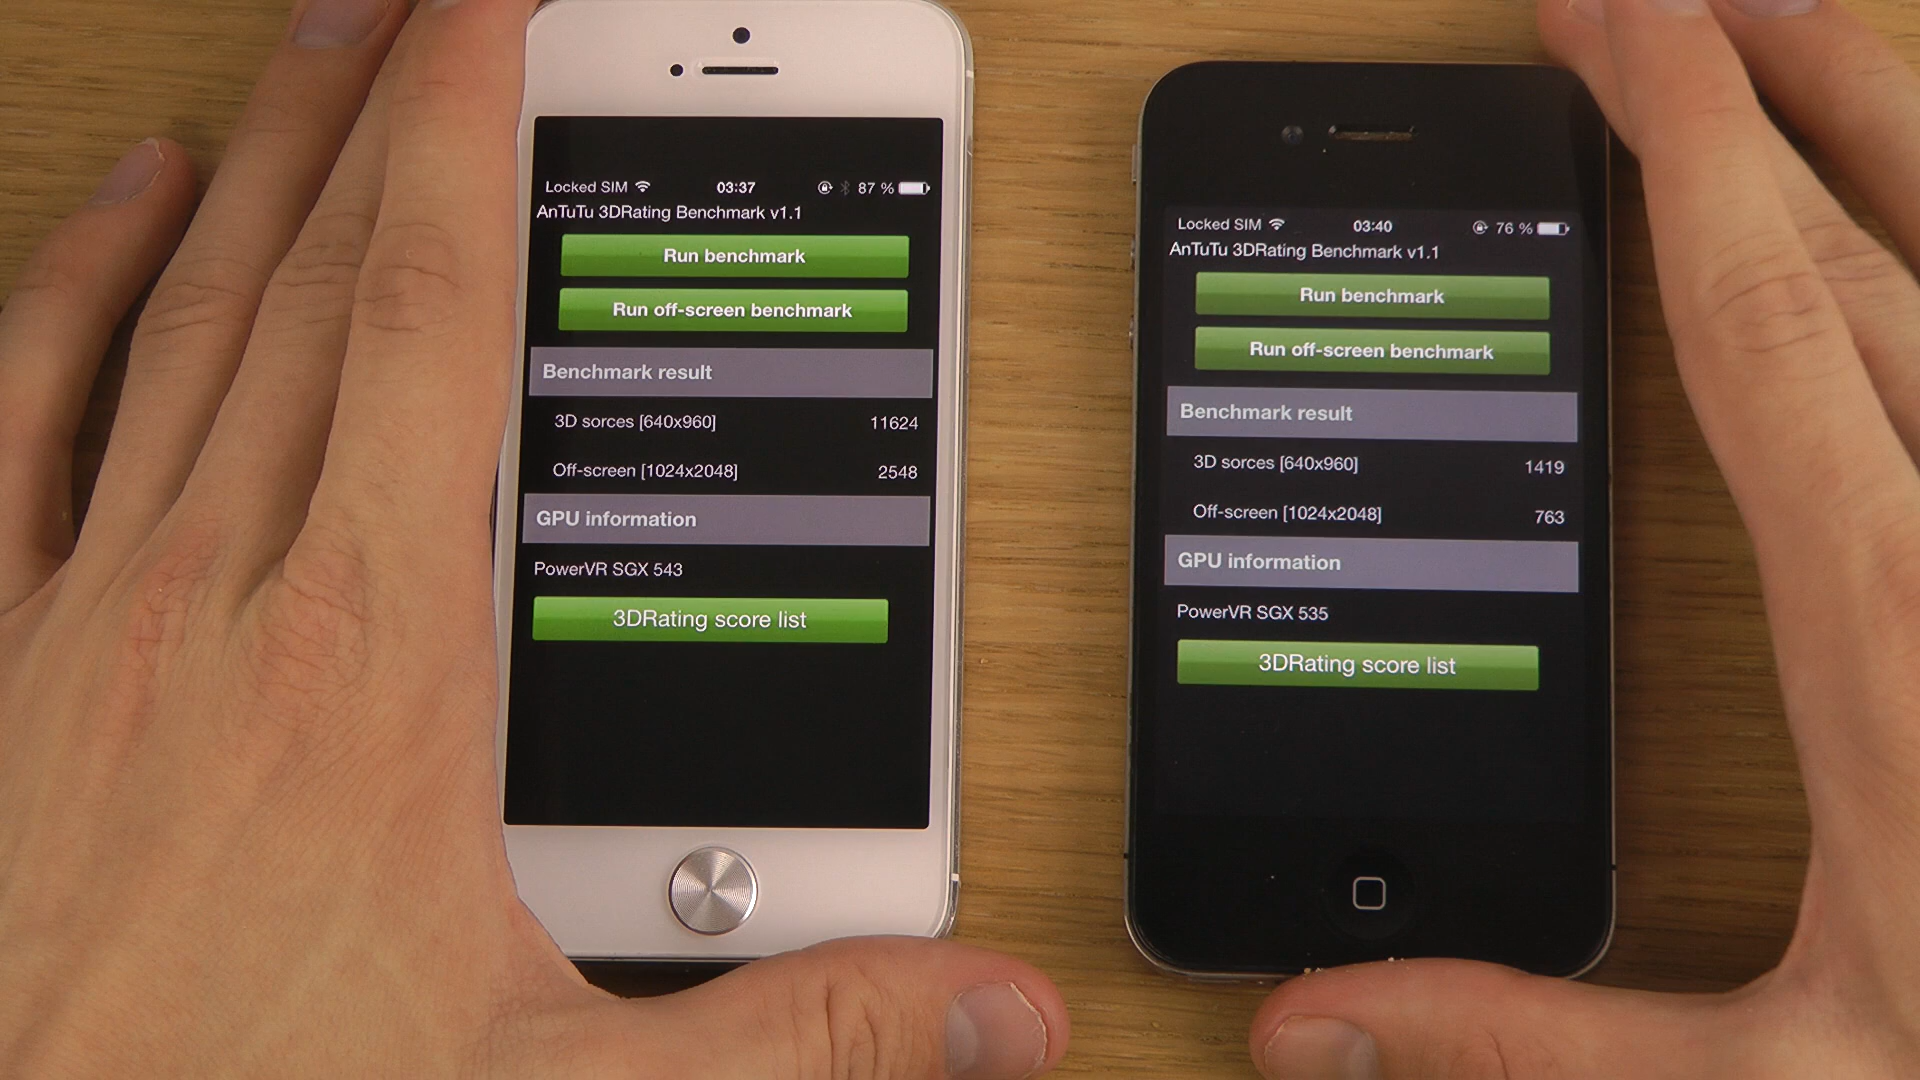 Locked SIM 03:37 87 %
AnTuTu 3DRating Benchmark v1.1
Run benchmark
Run off-screen benchmark
Benchmark result
3D sorces [640x960] 11624
Off-screen [1024x2048] 2548
GPU information
PowerVR SGX 543
3DRating score list
Locked SIM 03:40 76 %
AnTuTu 3DRating Benchmark v1.1
Run benchmark
Run off-screen benchmark
Benchmark result
3D sorces [640x960] 1419
Off-screen [1024x2048] 763
GPU information
PowerVR SGX 535
3DRating score list